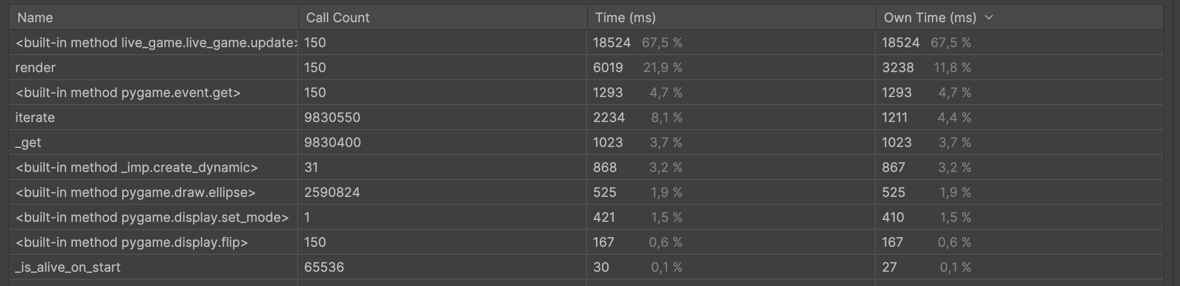 Name Call Count Time (ms) Own Time (ms)
<built-in method live_game.live_game.update> 150 18524 67,5 % 18524 67,5 %
render 150 6019 21,9 % 3238 11,8 %
<built-in method pygame.event.get> 150 1293 4,7 % 1293 4,7 %
iterate 9830550 2234 8,1 % 1211 4,4 %
_get 9830400 1023 3,7 % 1023 3,7 %
<built-in method _imp.create_dynamic> 31 868 3,2 % 867 3,2 %
<built-in method pygame.draw.ellipse> 2590824 525 1,9 % 525 1,9 %
<built-in method pygame.display.set_mode> 1 421 1,5 % 410 1,5 %
<built-in method pygame.display.flip> 150 167 0,6 % 167 0,6 %
_is_alive_on_start 65536 30 0,1 % 27 0,1 %